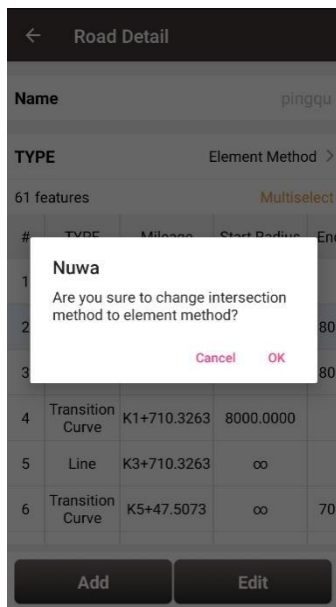 ← Road Detail
Name pingqu
TYPE Element Method >
61 features Multiselect
# TYPE Mileage Start Radius
1
Nuwa
Are you sure to change intersection
method to element method?
Cancel OK
2 80
3 80
4 Transition Curve K1+710.3263 8000.0000
5 Line K3+710.3263 ∞
6 Transition Curve K5+47.5073 ∞ 70
Add Edit